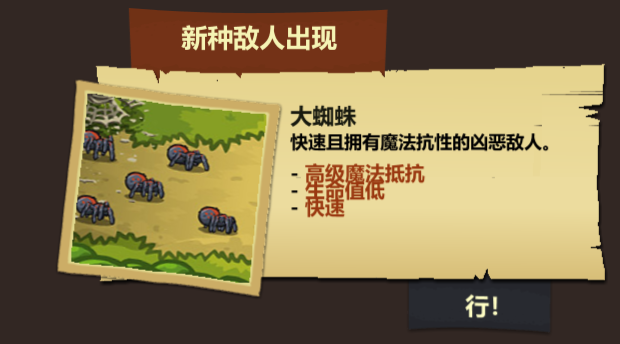 新种敌人出现
大蜘蛛
快速且拥有魔法抗性的凶恶敌人。
- 高级魔法抵抗
- 生命值低
- 快速
行！